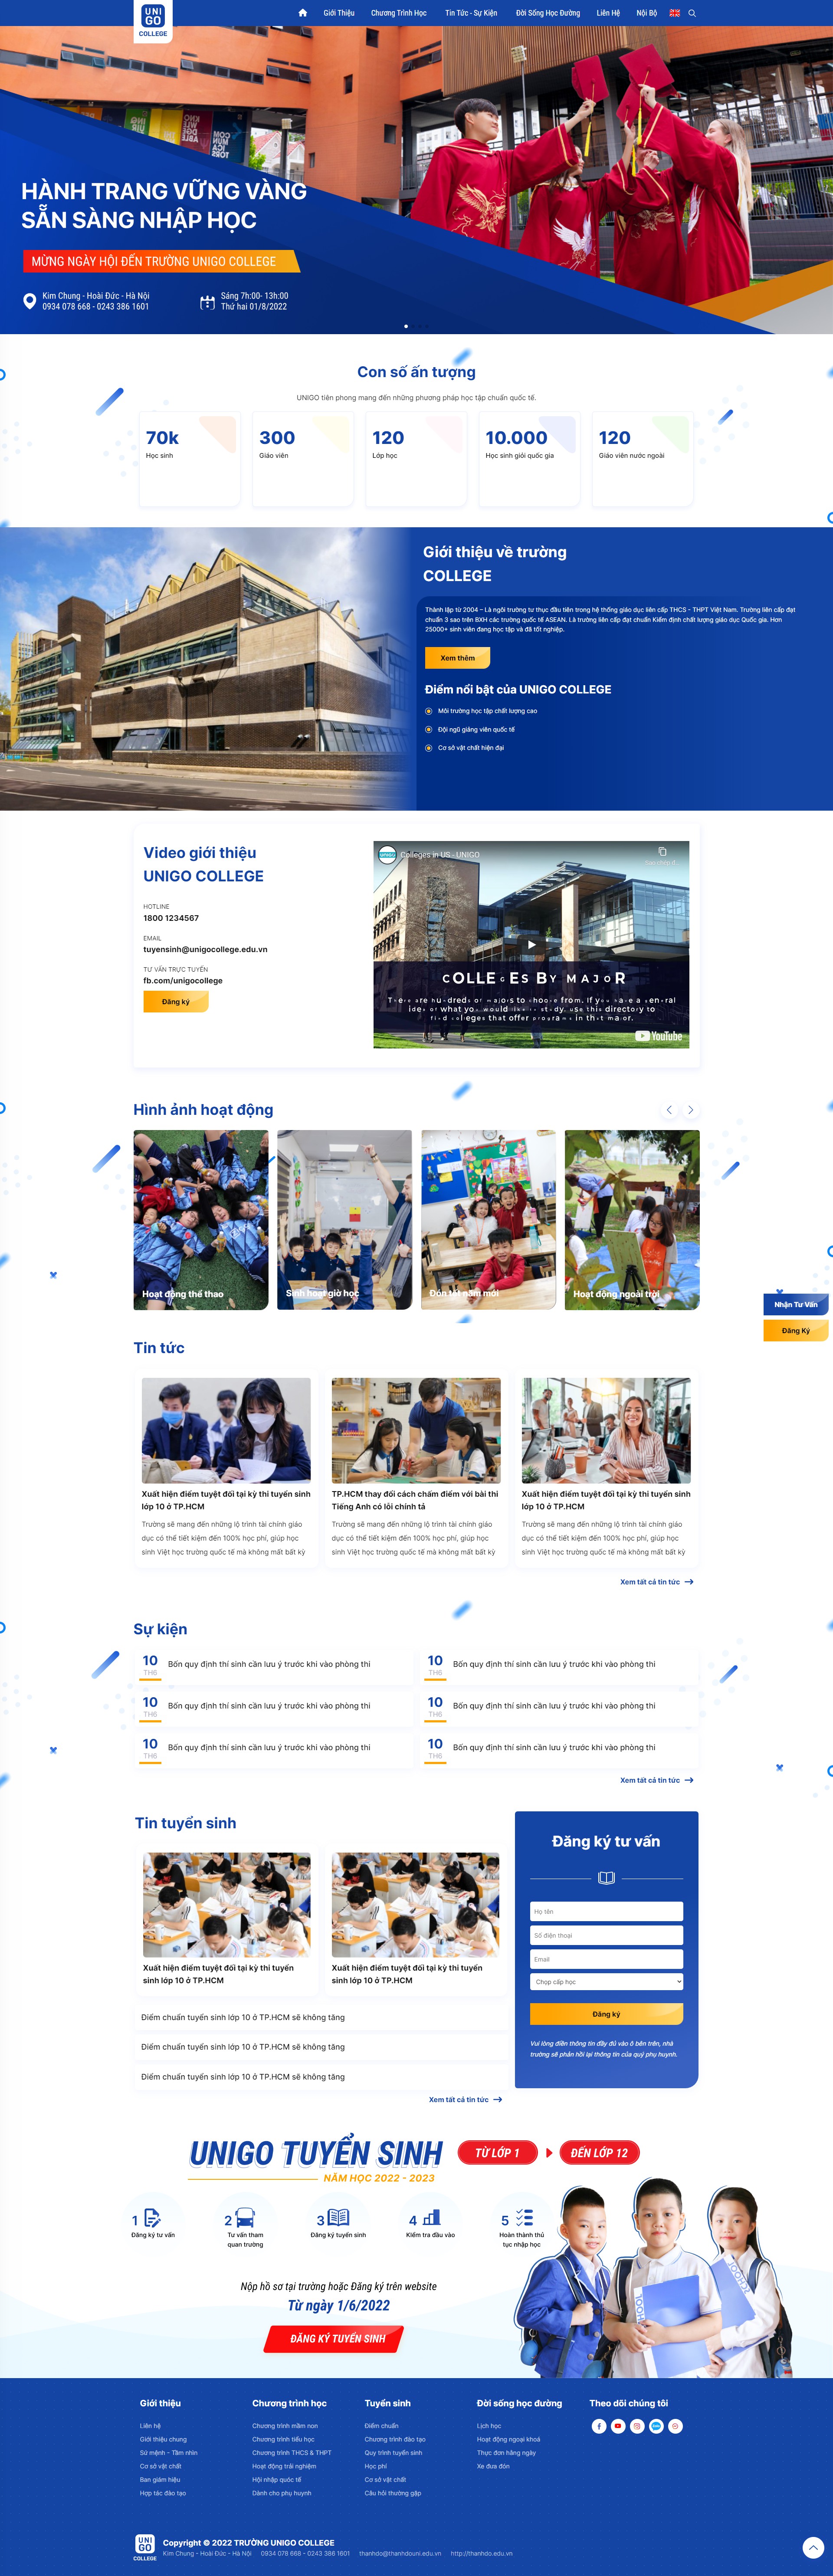 UNI
GO
COLLEGE
Giới Thiệu
Chương Trình Học
Tin Tức - Sự Kiện
Đời Sống Học Đường
Liên Hệ
Nội Bộ
HÀNH TRANG VỮNG VÀNG
SẴN SÀNG NHẬP HỌC
MỪNG NGÀY HỘI ĐẾN TRƯỜNG UNIGO COLLEGE
Kim Chung - Hoài Đức - Hà Nội
0934 078 668 - 0243 386 1601
Sáng 7h:00- 13h:00
Thứ hai 01/8/2022
Con số ấn tượng
UNIGO tiên phong mang đến những phương pháp học tập chuẩn quốc tế.
70k
Học sinh
300
Giáo viên
120
Lớp học
10.000
Học sinh giỏi quốc gia
120
Giáo viên nước ngoài
Giới thiệu về trường
COLLEGE
Thành lập từ 2004 – Là ngôi trường tư thục đầu tiên trong hệ thống giáo dục liên cấp THCS - THPT Việt Nam. Trường liên cấp đạt
chuẩn 3 sao trên BXH các trường quốc tế ASEAN. Là trường liên cấp đạt chuẩn Kiểm định chất lượng giáo dục Quốc gia. Hơn
25000+ sinh viên đang học tập và đã tốt nghiệp.
Xem thêm
Điểm nổi bật của UNIGO COLLEGE
Môi trường học tập chất lượng cao
Đội ngũ giảng viên quốc tế
Cơ sở vật chất hiện đại
Video giới thiệu
UNIGO COLLEGE
HOTLINE
1800 1234567
EMAIL
tuyensinh@unigocollege.edu.vn
TƯ VẤN TRỰC TUYẾN
fb.com/unigocollege
Đăng ký
UNIGO
Colleges in US - UNIGO
COLLEGES BY MAJOR
YouTube
Hình ảnh hoạt động
Hoạt động thể thao
Sinh hoạt giờ học
Đón tết năm mới
Hoạt động ngoài trời
Nhận Tư Vấn
Đăng Ký
Tin tức
Xuất hiện điểm tuyệt đối tại kỳ thi tuyển sinh
lớp 10 ở TP.HCM
Trường sẽ mang đến những lộ trình tài chính giáo
dục có thể tiết kiệm đến 100% học phí, giúp học
sinh Việt học trường quốc tế mà không mất bất kỳ
TP.HCM thay đổi cách chấm điểm với bài thi
Tiếng Anh có lỗi chính tả
Trường sẽ mang đến những lộ trình tài chính giáo
dục có thể tiết kiệm đến 100% học phí, giúp học
sinh Việt học trường quốc tế mà không mất bất kỳ
Xuất hiện điểm tuyệt đối tại kỳ thi tuyển sinh
lớp 10 ở TP.HCM
Trường sẽ mang đến những lộ trình tài chính giáo
dục có thể tiết kiệm đến 100% học phí, giúp học
sinh Việt học trường quốc tế mà không mất bất kỳ
Xem tất cả tin tức
Sự kiện
10
TH6
Bốn quy định thí sinh cần lưu ý trước khi vào phòng thi
10
TH6
Bốn quy định thí sinh cần lưu ý trước khi vào phòng thi
10
TH6
Bốn quy định thí sinh cần lưu ý trước khi vào phòng thi
10
TH6
Bốn quy định thí sinh cần lưu ý trước khi vào phòng thi
10
TH6
Bốn quy định thí sinh cần lưu ý trước khi vào phòng thi
10
TH6
Bốn quy định thí sinh cần lưu ý trước khi vào phòng thi
Xem tất cả tin tức
Tin tuyển sinh
Xuất hiện điểm tuyệt đối tại kỳ thi tuyển
sinh lớp 10 ở TP.HCM
Xuất hiện điểm tuyệt đối tại kỳ thi tuyển
sinh lớp 10 ở TP.HCM
Điểm chuẩn tuyển sinh lớp 10 ở TP.HCM sẽ không tăng
Điểm chuẩn tuyển sinh lớp 10 ở TP.HCM sẽ không tăng
Điểm chuẩn tuyển sinh lớp 10 ở TP.HCM sẽ không tăng
Xem tất cả tin tức
Đăng ký tư vấn
Họ tên
Số điện thoại
Email
Chọp cấp học
Đăng ký
Vui lòng điền thông tin đầy đủ vào ô bên trên, nhà
trường sẽ phản hồi lại thông tin của quý phụ huynh.
UNIGO TUYỂN SINH
TỪ LỚP 1
ĐẾN LỚP 12
NĂM HỌC 2022 - 2023
1
Đăng ký tư vấn
2
Tư vấn tham
quan trường
3
Đăng ký tuyển sinh
4
Kiểm tra đầu vào
5
Hoàn thành thủ
tục nhập học
Nộp hồ sơ tại trường hoặc Đăng ký trên website
Từ ngày 1/6/2022
ĐĂNG KÝ TUYỂN SINH
Giới thiệu
Liên hệ
Giới thiệu chung
Sứ mệnh - Tầm nhìn
Cơ sở vật chất
Ban giám hiệu
Hợp tác đào tạo
Chương trình học
Chương trình mầm non
Chương trình tiểu học
Chương trình THCS & THPT
Hoạt động trải nghiệm
Hội nhập quốc tế
Dành cho phụ huynh
Tuyển sinh
Điểm chuẩn
Chương trình đào tạo
Quy trình tuyển sinh
Học phí
Cơ sở vật chất
Câu hỏi thường gặp
Đời sống học đường
Lịch học
Hoạt động ngoại khoá
Thực đơn hàng ngày
Xe đưa đón
Theo dõi chúng tôi
UNI
GO
COLLEGE
Copyright © 2022 TRƯỜNG UNIGO COLLEGE
Kim Chung - Hoài Đức - Hà Nội
0934 078 668 - 0243 386 1601
thanhdo@thanhdouni.edu.vn
http://thanhdo.edu.vn